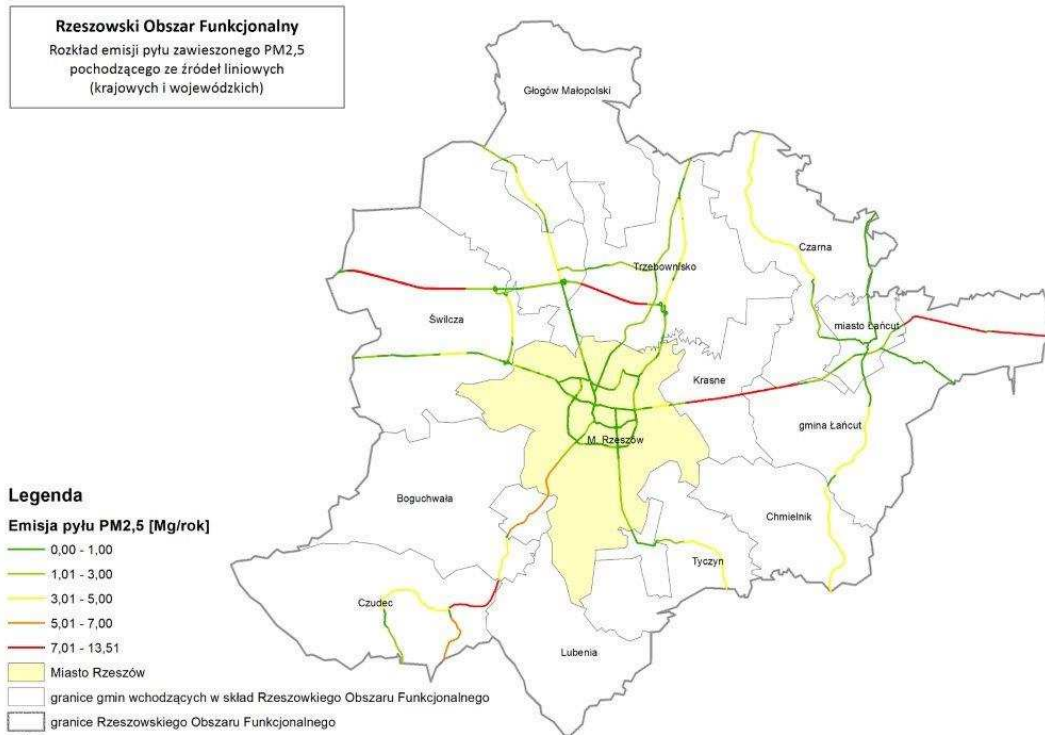 Rzeszowski Obszar Funkcjonalny
Rozkład emisji pyłu zawieszonego PM2,5
pochodzącego ze źródeł liniowych
(krajowych i wojewódzkich)
Głogów Małopolski
Czarna
Trzebownisko
Świlcza
miasto Łańcut
Krasne
gmina Łańcut
M. Rzeszów
Boguchwała
Chmielnik
Tyczyn
Czudec
Lubenia
Legenda
Emisja pyłu PM2,5 [Mg/rok]
0,00 - 1,00
1,01 - 3,00
3,01 - 5,00
5,01 - 7,00
7,01 - 13,51
Miasto Rzeszów
granice gmin wchodzących w skład Rzeszowkiego Obszaru Funkcjonalnego
granice Rzeszowskiego Obszaru Funkcjonalnego